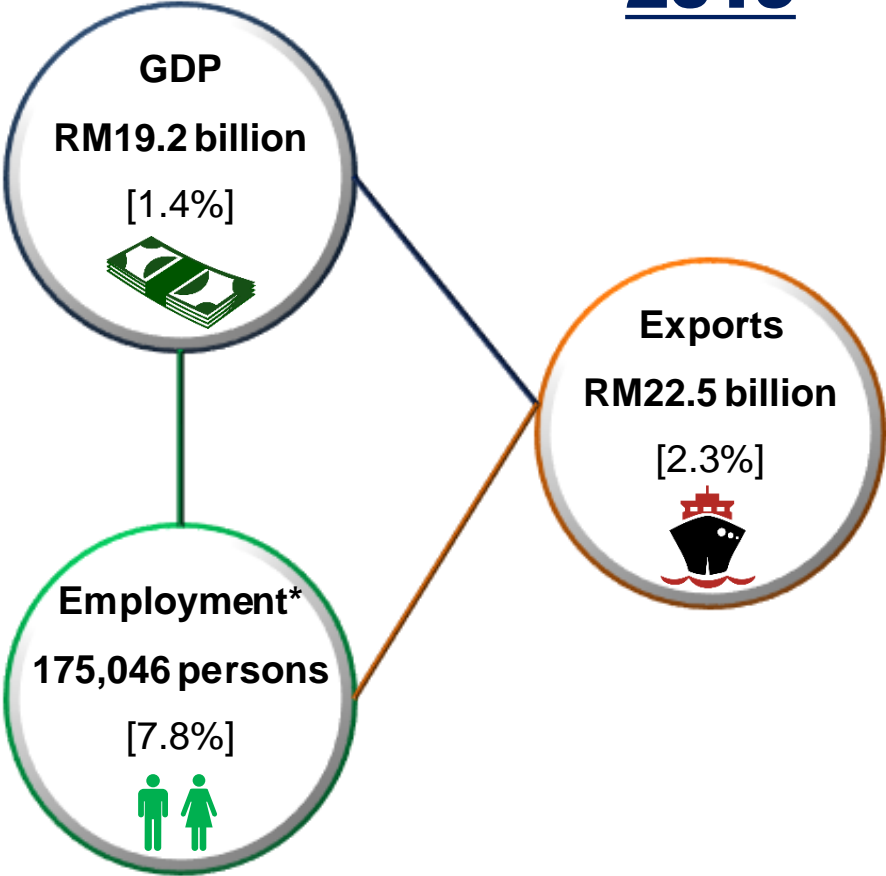 GDP
RM19.2 billion
[1.4%]
Exports
RM22.5 billion
[2.3%]
Employment*
175,046 persons
[7.8%]